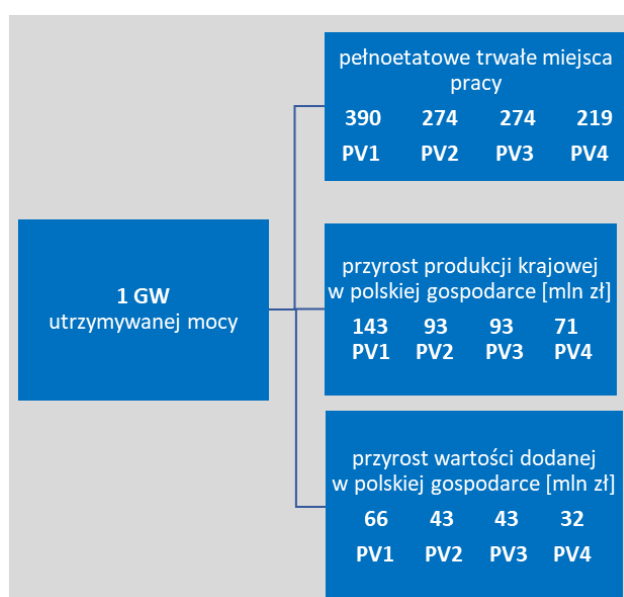 pełnoetatowe trwałe miejsca
pracy
390 274 274 219
PV1 PV2 PV3 PV4
1 GW
utrzymywanej mocy
przyrost produkcji krajowej
w polskiej gospodarce [mln zł]
143 93 93 71
PV1 PV2 PV3 PV4
przyrost wartości dodanej
w polskiej gospodarce [mln zł]
66 43 43 32
PV1 PV2 PV3 PV4